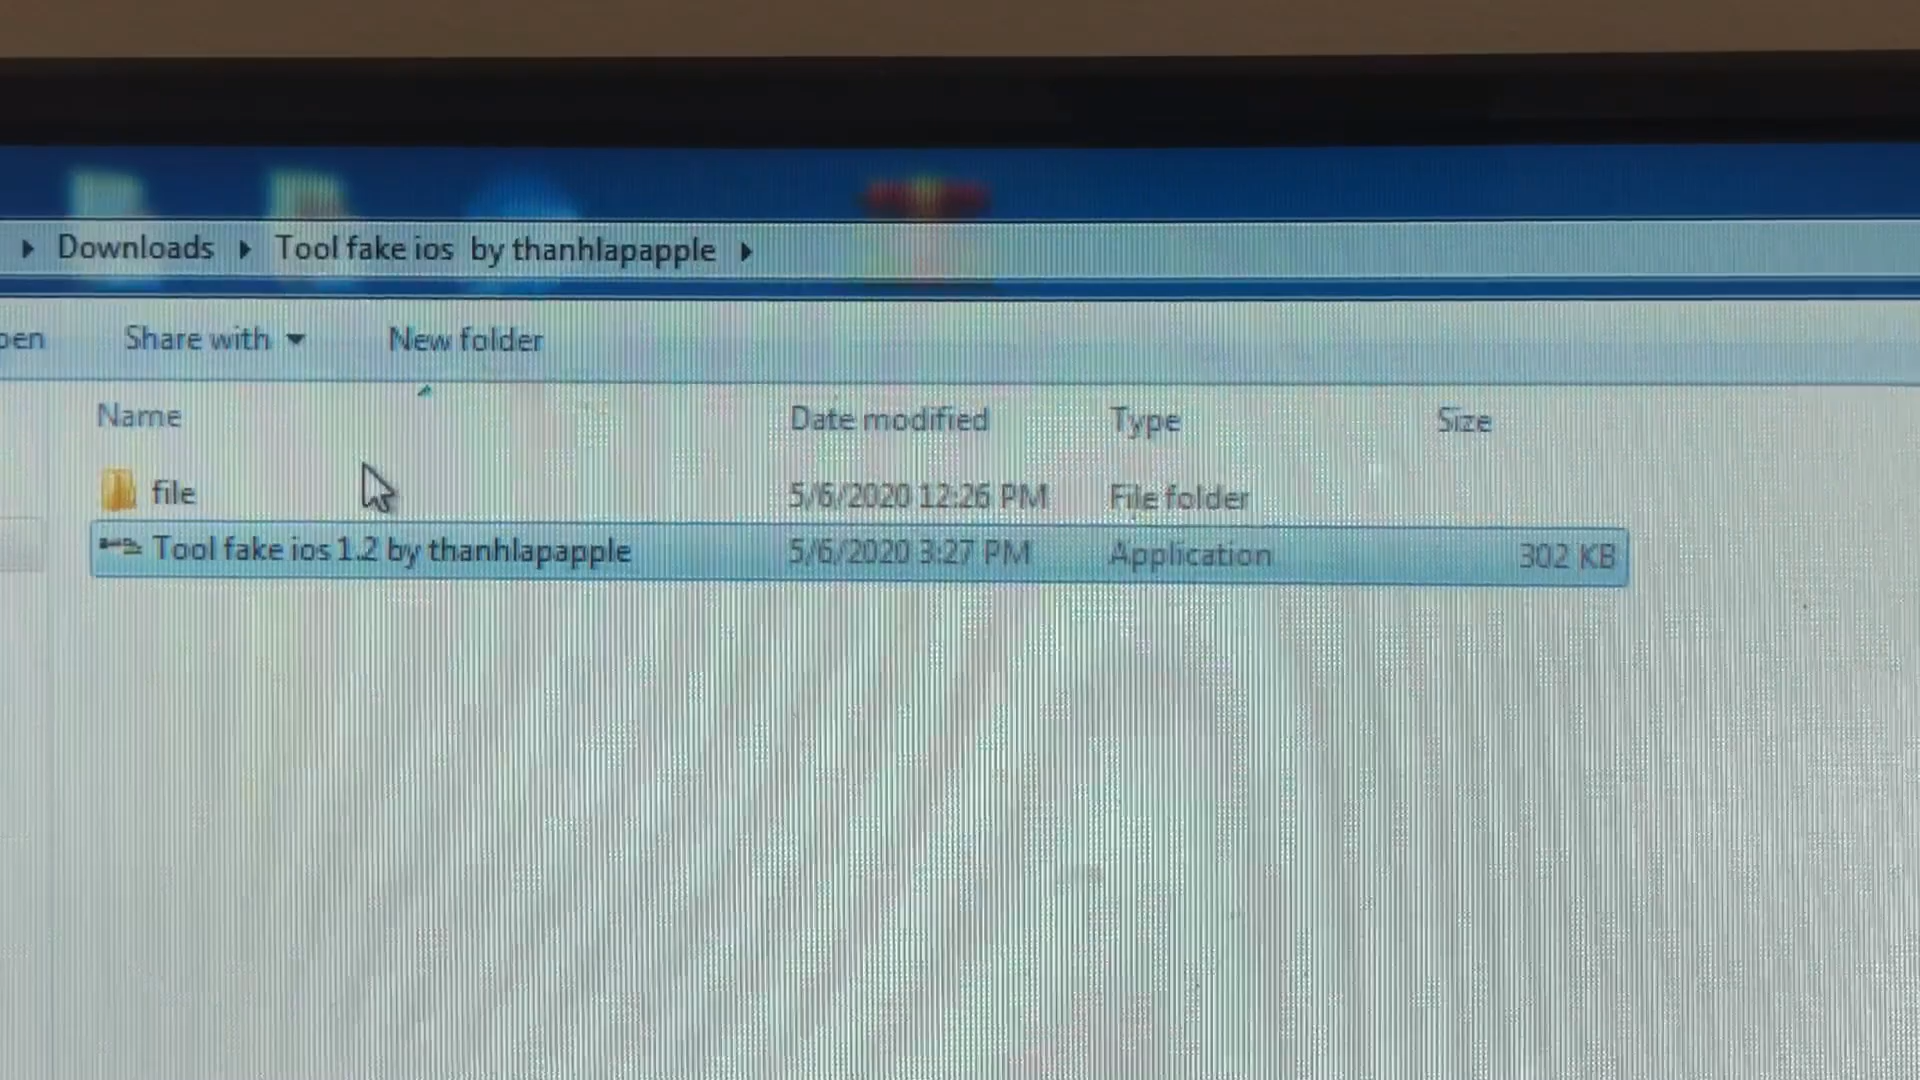 Downloads Tool fake ios by thanhlapapple
Share with New folder
Name Date modified Type Size
file 5/6/2020 12:26 PM File folder
Tool fake ios 1.2 by thanhlapapple 5/6/2020 3:27 PM Application 302 KB